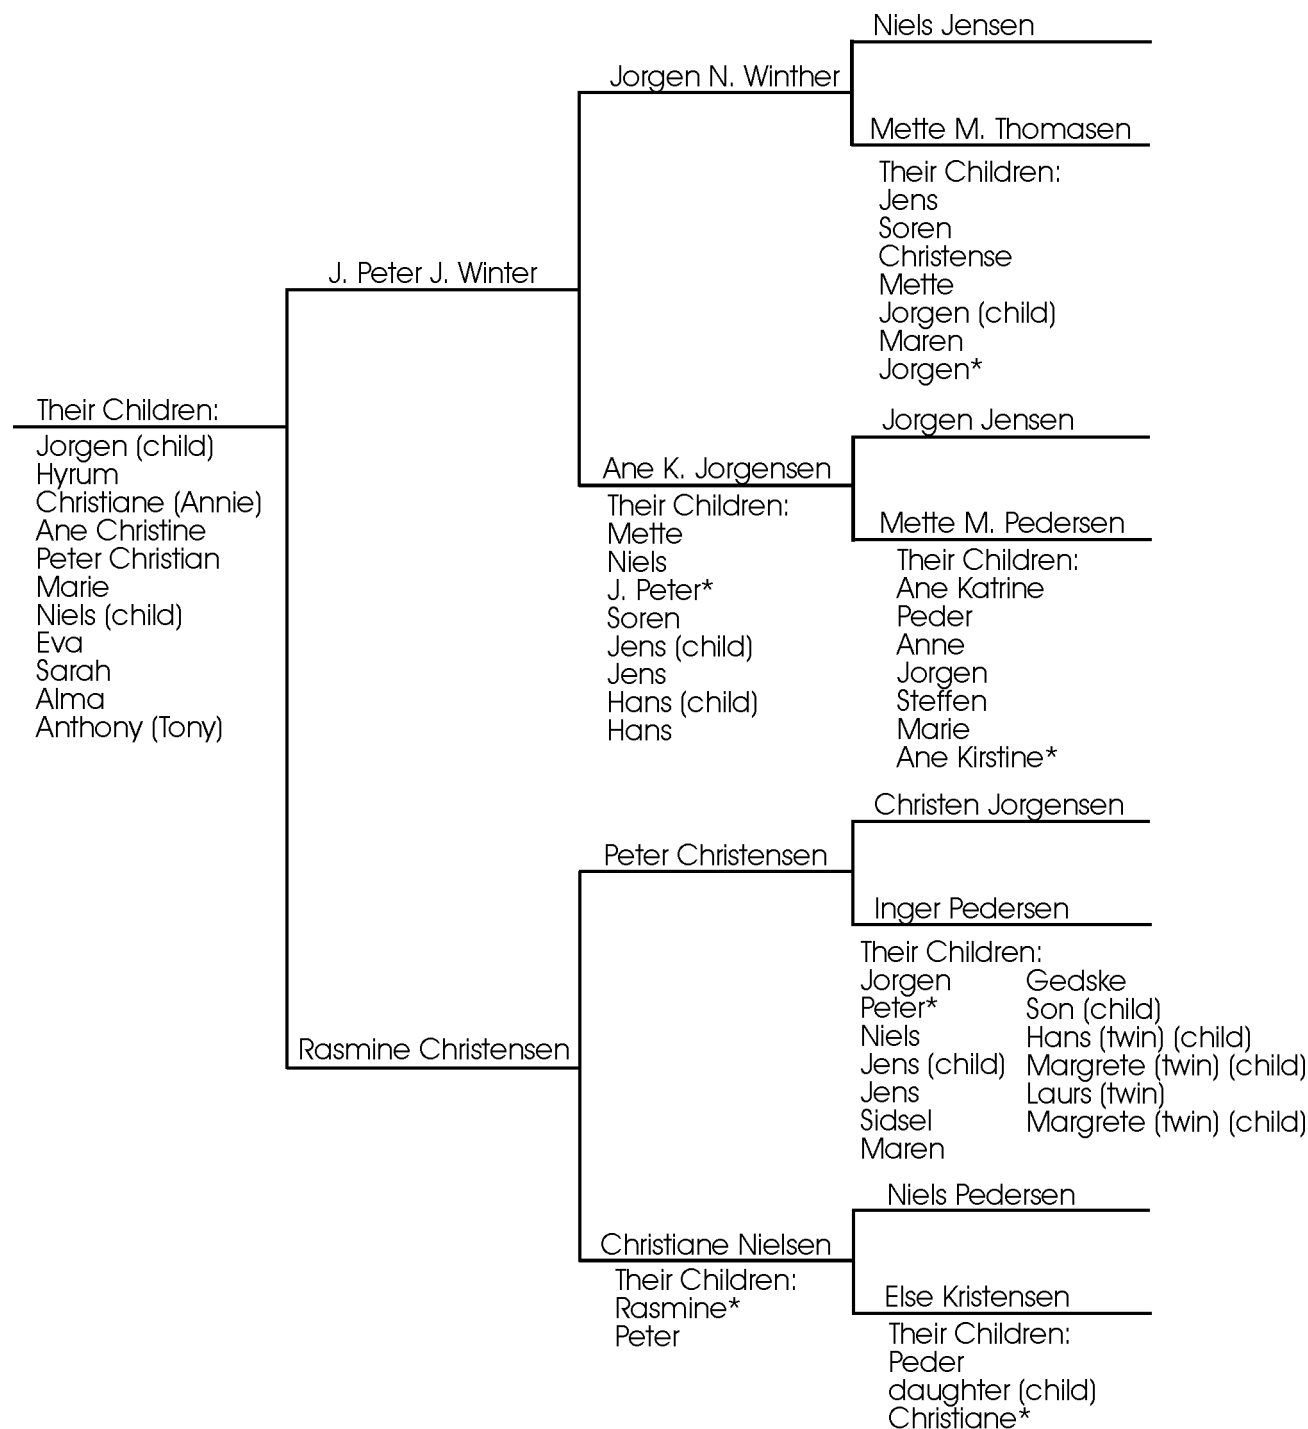 Niels Jensen
Jorgen N. Winther
Mette M. Thomasen
Their Children:
Jens
Soren
Christense
Mette
Jorgen (child)
Maren
Jorgen*
J. Peter J. Winter
Their Children:
Jorgen (child)
Hyrum
Christiane (Annie)
Ane Christine
Peter Christian
Marie
Niels (child)
Eva
Sarah
Alma
Anthony (Tony)
Jorgen Jensen
Ane K. Jorgensen
Their Children:
Mette
Niels
J. Peter*
Soren
Jens (child)
Jens
Hans (child)
Hans
Mette M. Pedersen
Their Children:
Ane Katrine
Peder
Anne
Jorgen
Steffen
Marie
Ane Kirstine*
Christen Jorgensen
Peter Christensen
Inger Pedersen
Their Children:
Jorgen
Peter*
Niels
Jens (child)
Jens
Sidsel
Maren
Gedske
Son (child)
Hans (twin) (child)
Margrete (twin) (child)
Laurs (twin)
Margrete (twin) (child)
Rasmine Christensen
Niels Pedersen
Christiane Nielsen
Their Children:
Rasmine*
Peter
Else Kristensen
Their Children:
Peder
daughter (child)
Christiane*